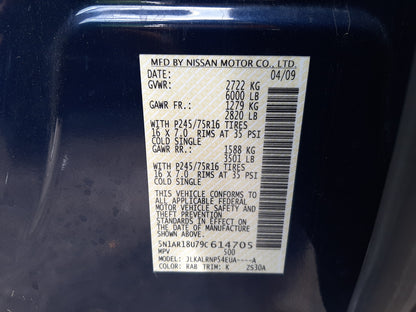 MFD BY NISSAN MOTOR CO., LTD.
DATE: 04/09
GVWR: 2722 KG
6000 LB
GAWR FR.: 1279 KG
2820 LB
WITH P245/75R16 TIRES
16 X 7.0 RIMS AT 35 PSI
COLD SINGLE
GAWR RR.: 1588 KG
3501 LB
WITH P245/75R16 TIRES
16 X 7.0 RIMS AT 35 PSI
COLD SINGLE
THIS VEHICLE CONFORMS TO
ALL APPLICABLE FEDERAL
MOTOR VEHICLE SAFETY AND
THEFT PREVENTION
STANDARDS IN EFFECT ON
THE DATE OF MANUFACTURE
SHOWN ABOVE.
5N1AR18U79C614705
MPV 500
MODEL: JLKALRNP54EUA----A
COLOR: RAB TRIM: K ZS30A